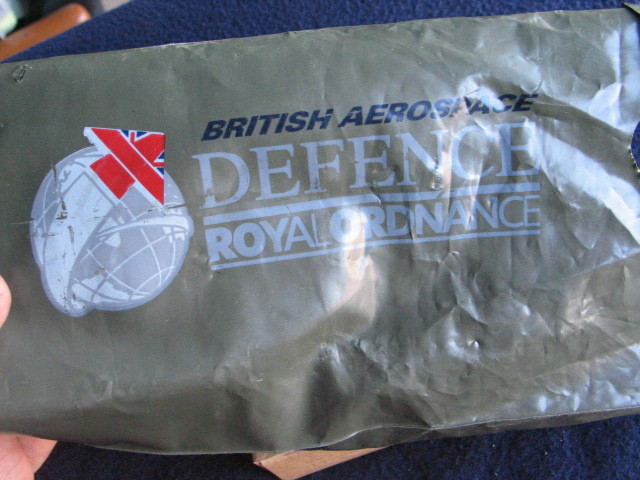 BRITISH AEROSPACE
DEFENCE
ROYAL ORDNANCE